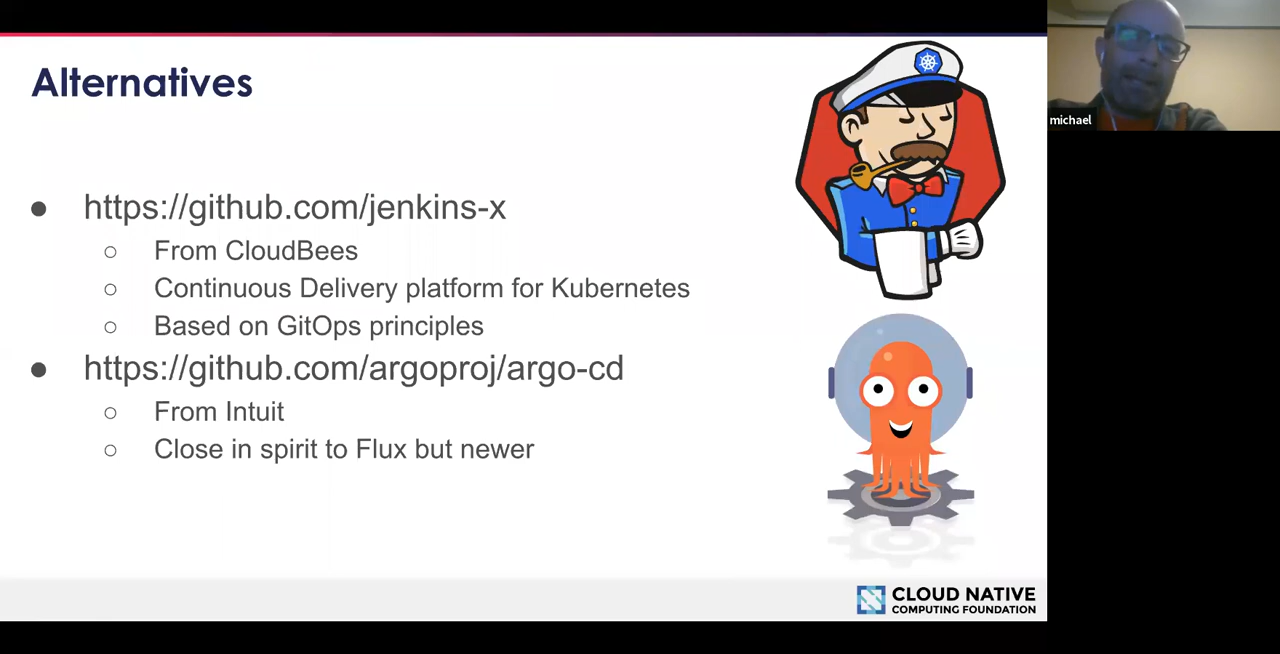 Alternatives
michael
● https://github.com/jenkins-x
○ From CloudBees
○ Continuous Delivery platform for Kubernetes
○ Based on GitOps principles
● https://github.com/argoproj/argo-cd
○ From Intuit
○ Close in spirit to Flux but newer
CLOUD NATIVE
COMPUTING FOUNDATION